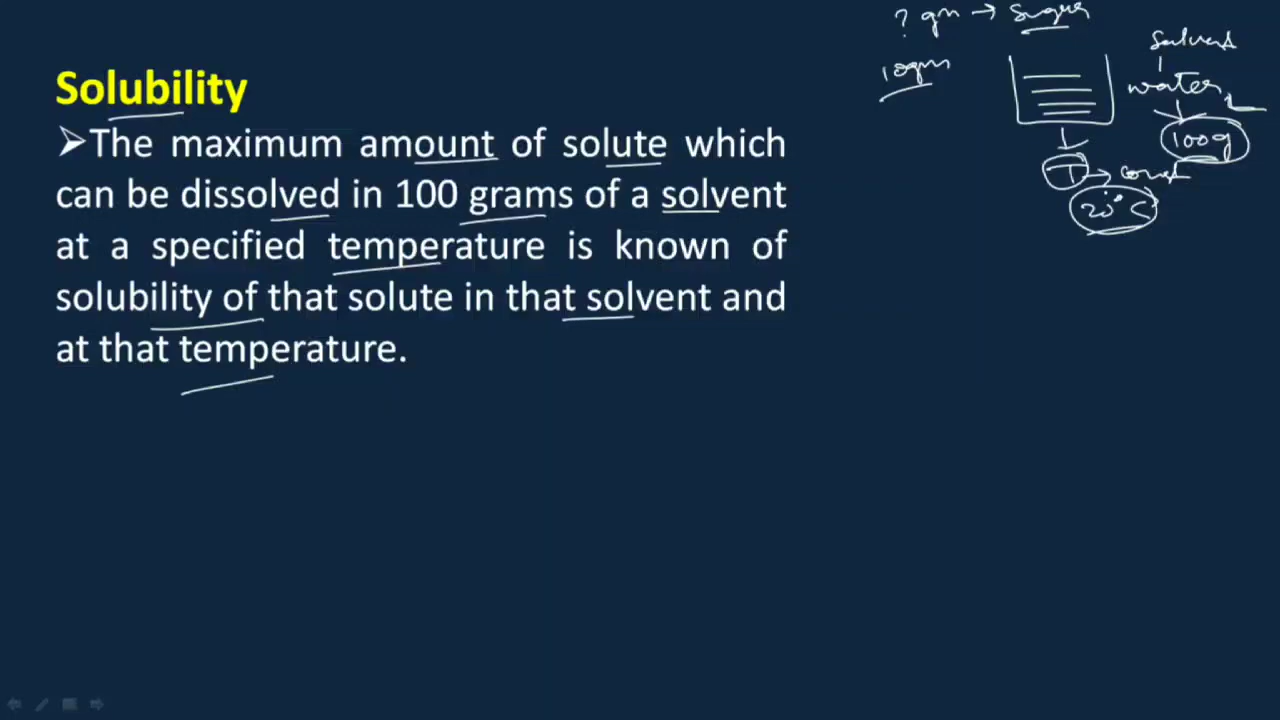 ? gm → Sugar
Solvent
10gm
water
Solubility
100g
➢The maximum amount of solute which
T → const
can be dissolved in 100 grams of a solvent
20°C
at a specified temperature is known of
solubility of that solute in that solvent and
at that temperature.